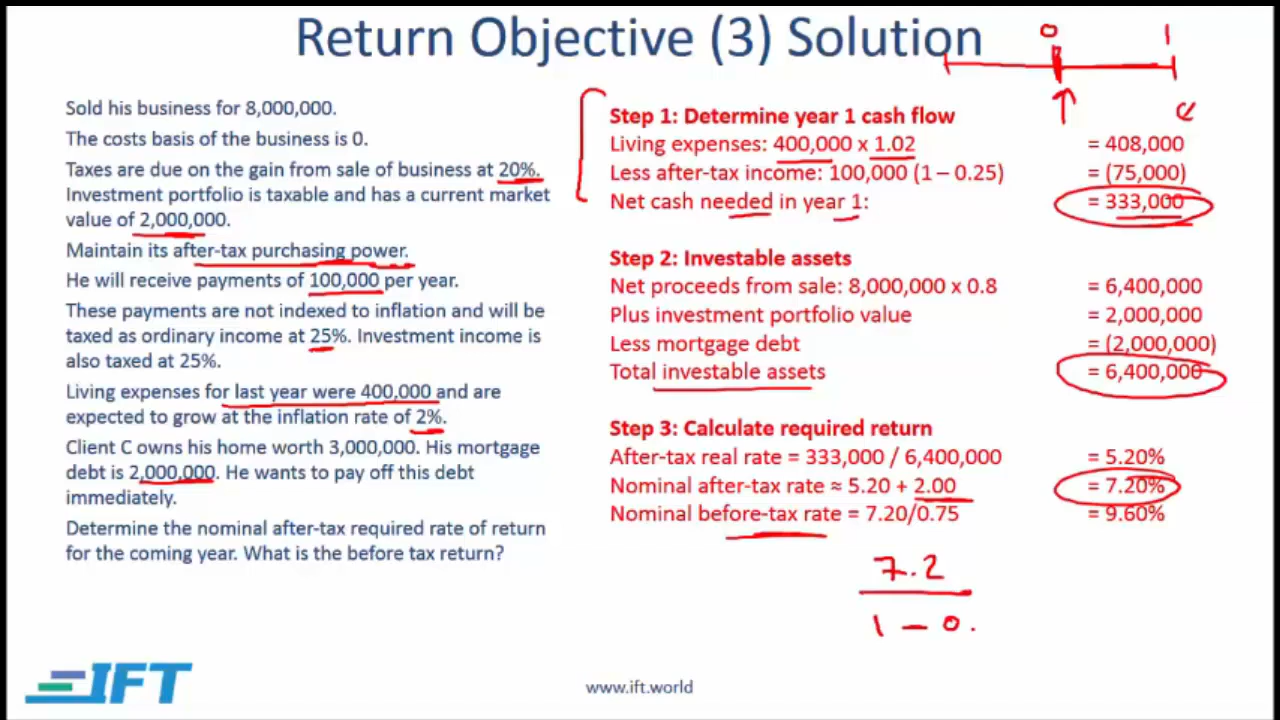 Return Objective (3) Solution
0 1
Sold his business for 8,000,000.
The costs basis of the business is 0.
Taxes are due on the gain from sale of business at 20%.
Investment portfolio is taxable and has a current market
value of 2,000,000.
Maintain its after-tax purchasing power.
He will receive payments of 100,000 per year.
These payments are not indexed to inflation and will be
taxed as ordinary income at 25%. Investment income is
also taxed at 25%.
Living expenses for last year were 400,000 and are
expected to grow at the inflation rate of 2%.
Client C owns his home worth 3,000,000. His mortgage
debt is 2,000,000. He wants to pay off this debt
immediately.
Determine the nominal after-tax required rate of return
for the coming year. What is the before tax return?
Step 1: Determine year 1 cash flow
Living expenses: 400,000 x 1.02 = 408,000
Less after-tax income: 100,000 (1 – 0.25) = (75,000)
Net cash needed in year 1: = 333,000
Step 2: Investable assets
Net proceeds from sale: 8,000,000 x 0.8 = 6,400,000
Plus investment portfolio value = 2,000,000
Less mortgage debt = (2,000,000)
Total investable assets = 6,400,000
Step 3: Calculate required return
After-tax real rate = 333,000 / 6,400,000 = 5.20%
Nominal after-tax rate ≈ 5.20 + 2.00 = 7.20%
Nominal before-tax rate = 7.20/0.75 = 9.60%
7.2
1 – 0.
IFT
www.ift.world